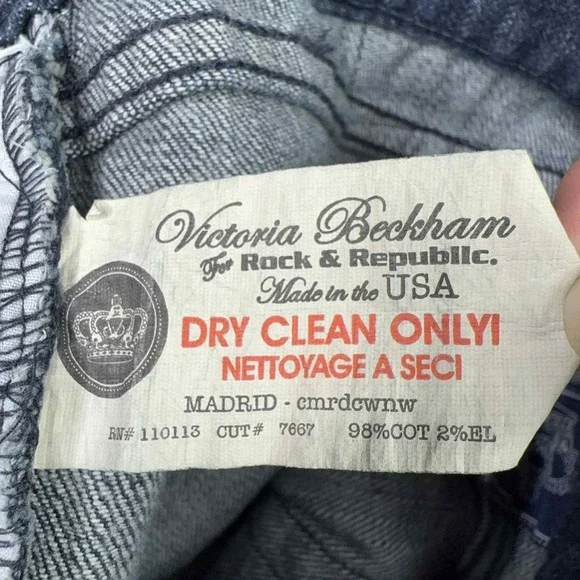 Victoria Beckham
For Rock & Republic.
Made in the USA
DRY CLEAN ONLY!
NETTOYAGE A SEC!
MADRID - cmrdcwnw
RN# 110113 CUT# 7667 98%COT 2%EL